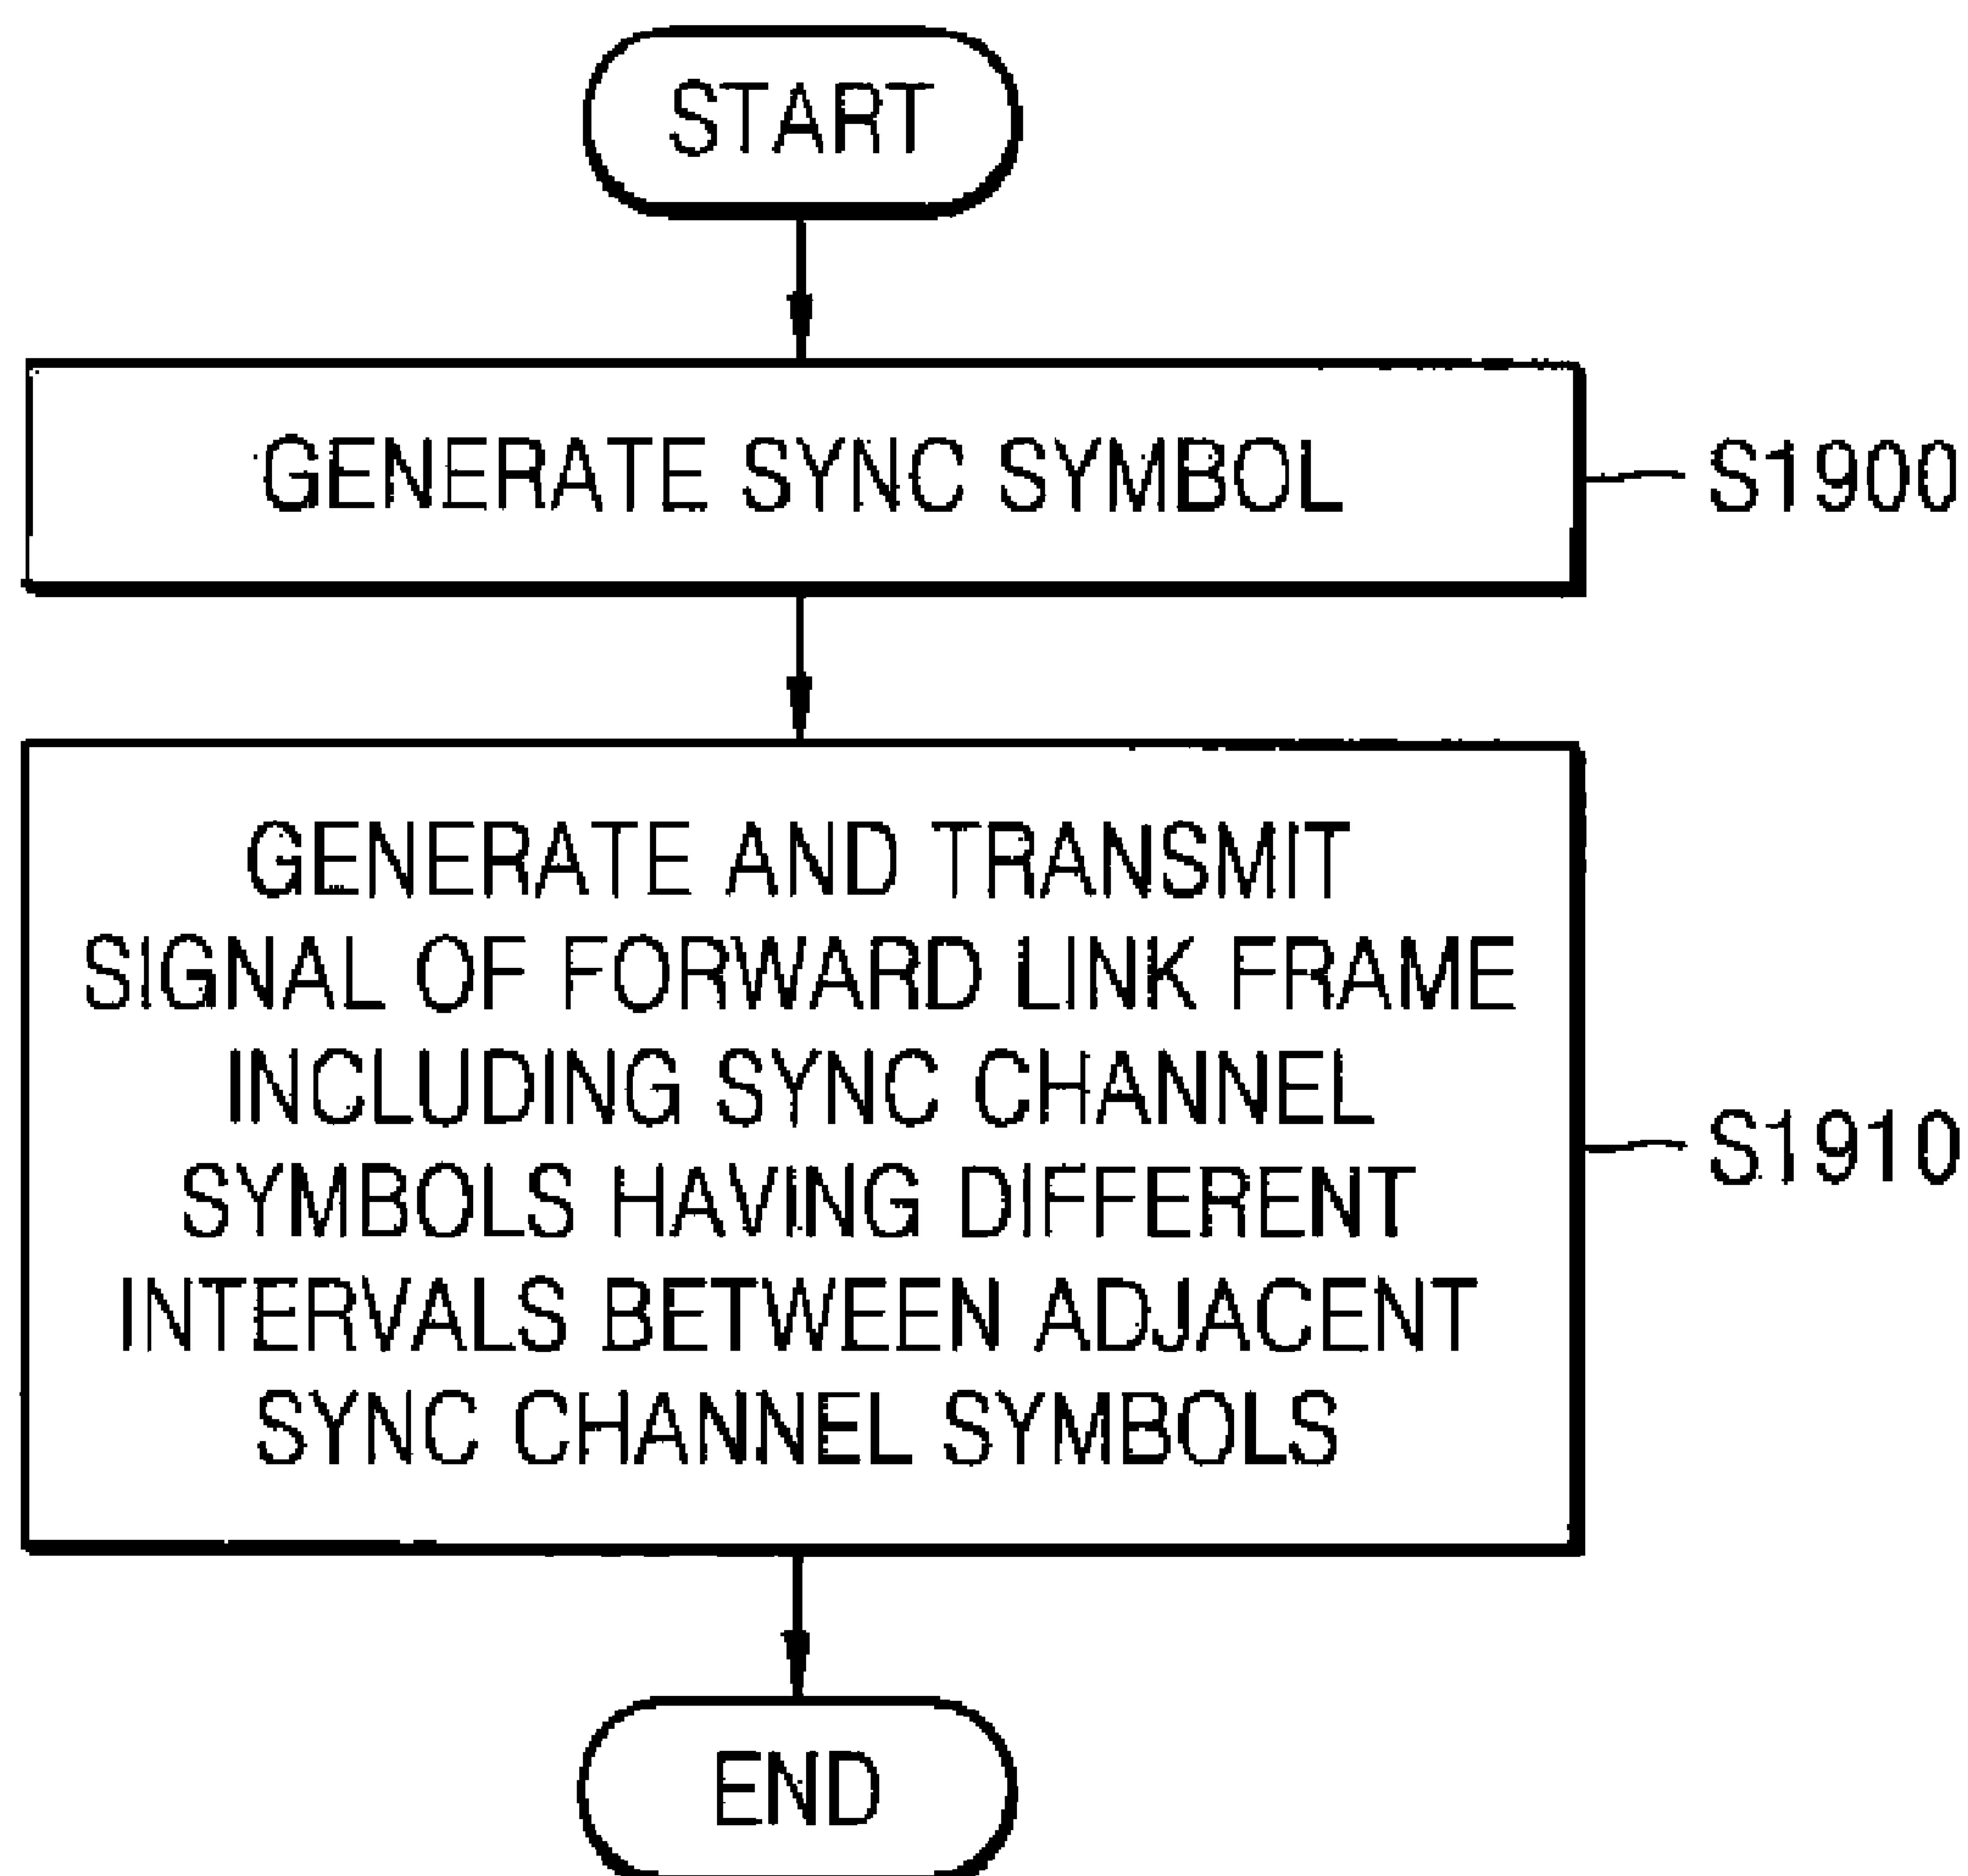 START
GENERATE SYNC SYMBOL
S1900
GENERATE AND TRANSMIT
SIGNAL OF FORWARD LINK FRAME
INCLUDING SYNC CHANNEL
SYMBOLS HAVING DIFFERENT
INTERVALS BETWEEN ADJACENT
SYNC CHANNEL SYMBOLS
S1910
END